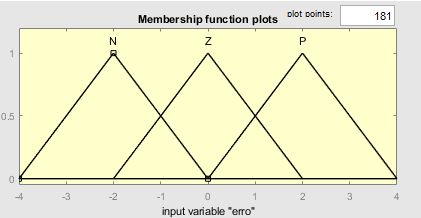 Membership function plots
plot points:
181
N
Z
P
1
0.5
0
-4
-3
-2
-1
0
1
2
3
4
input variable "erro"